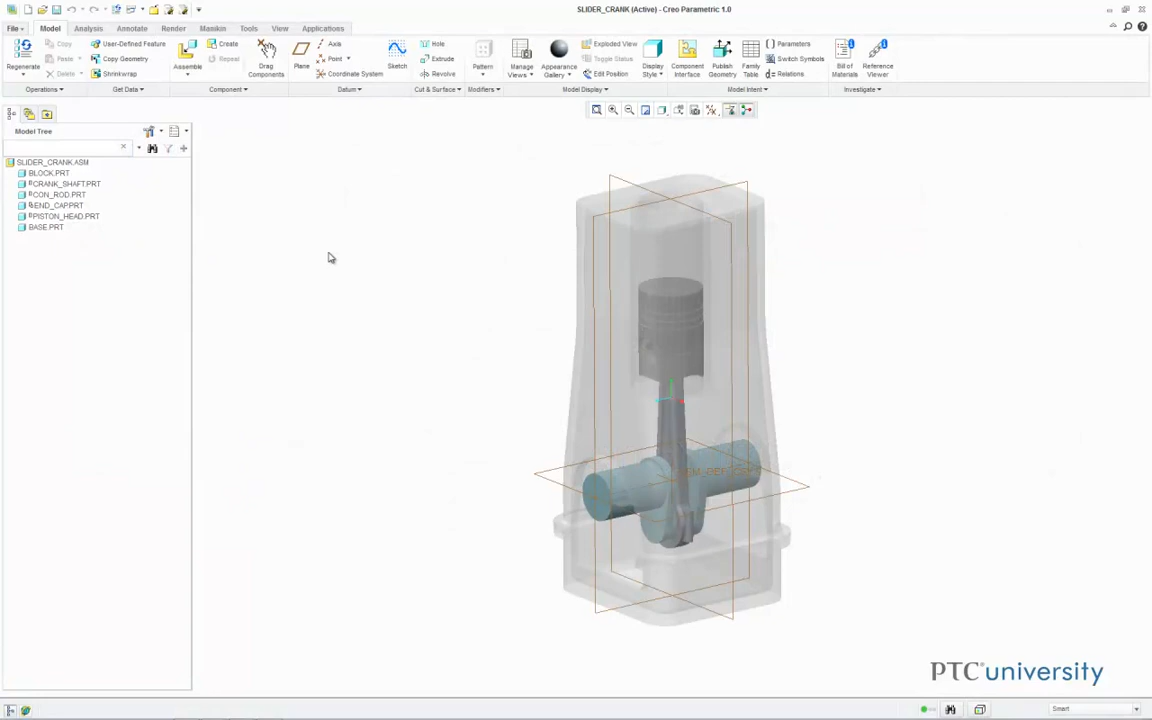 SLIDER_CRANK (Active) - Creo Parametric 1.0
File
Model
Analysis
Annotate
Render
Manikin
Tools
View
Applications
Regenerate
Copy
Paste
Delete
User-Defined Feature
Copy Geometry
Shrinkwrap
Assemble
Create
Repeat
Drag
Components
Plane
Axis
Point
Coordinate System
Sketch
Hole
Extrude
Revolve
Pattern
Manage
Views
Appearance
Gallery
Exploded View
Toggle Status
Edit Position
Display
Style
Component
Interface
Publish
Geometry
Family
Table
Parameters
Switch Symbols
Relations
Bill of
Materials
Reference
Viewer
Operations
Get Data
Component
Datum
Cut & Surface
Modifiers
Model Display
Model Intent
Investigate
Model Tree
SLIDER_CRANK.ASM
BLOCK.PRT
CRANK_SHAFT.PRT
CON_ROD.PRT
END_CAP.PRT
PISTON_HEAD.PRT
BASE.PRT
PTC university
Smart